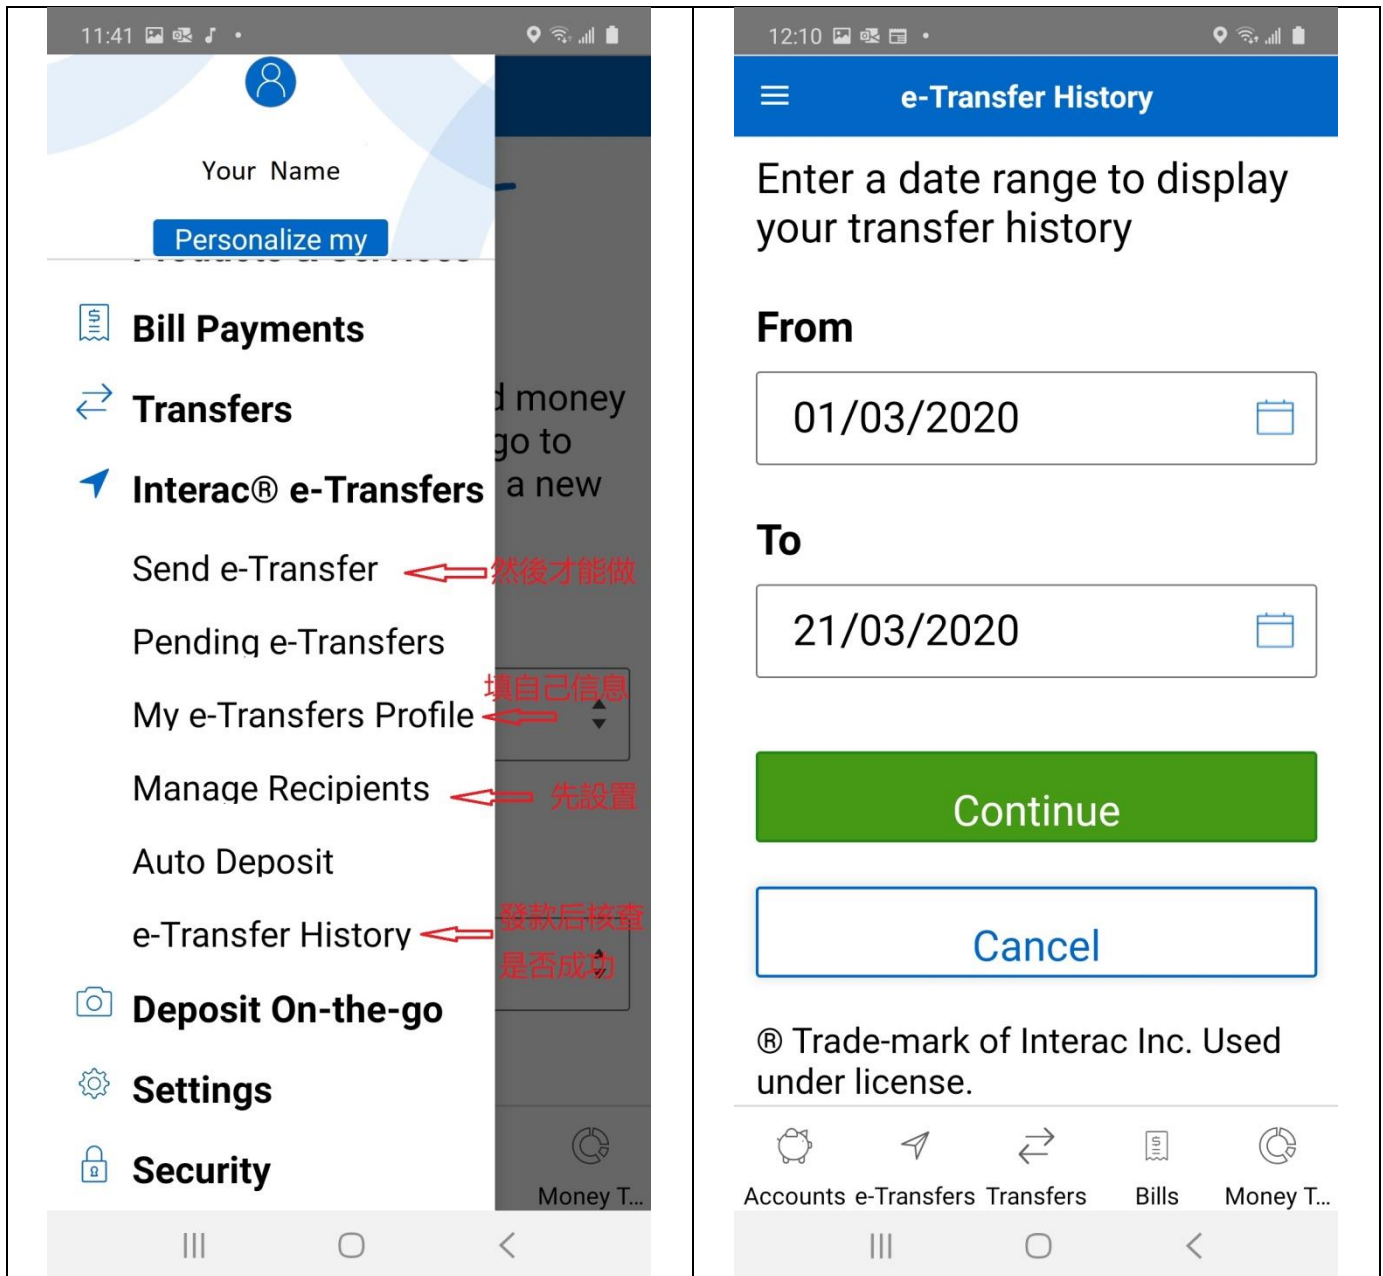 11:41
Your Name
Personalize my
Products & Services
Bill Payments
Transfers
d money
go to
Interac® e-Transfers
a new
Send e-Transfer
然後才能做
Pending e-Transfers
填自己信息
My e-Transfers Profile
Manage Recipients
先設置
Auto Deposit
發款后核查
e-Transfer History
是否成功
Deposit On-the-go
Settings
Security
Money T...
12:10
e-Transfer History
Enter a date range to display
your transfer history
From
01/03/2020
To
21/03/2020
Continue
Cancel
® Trade-mark of Interac Inc. Used
under license.
Accounts e-Transfers Transfers Bills Money T...